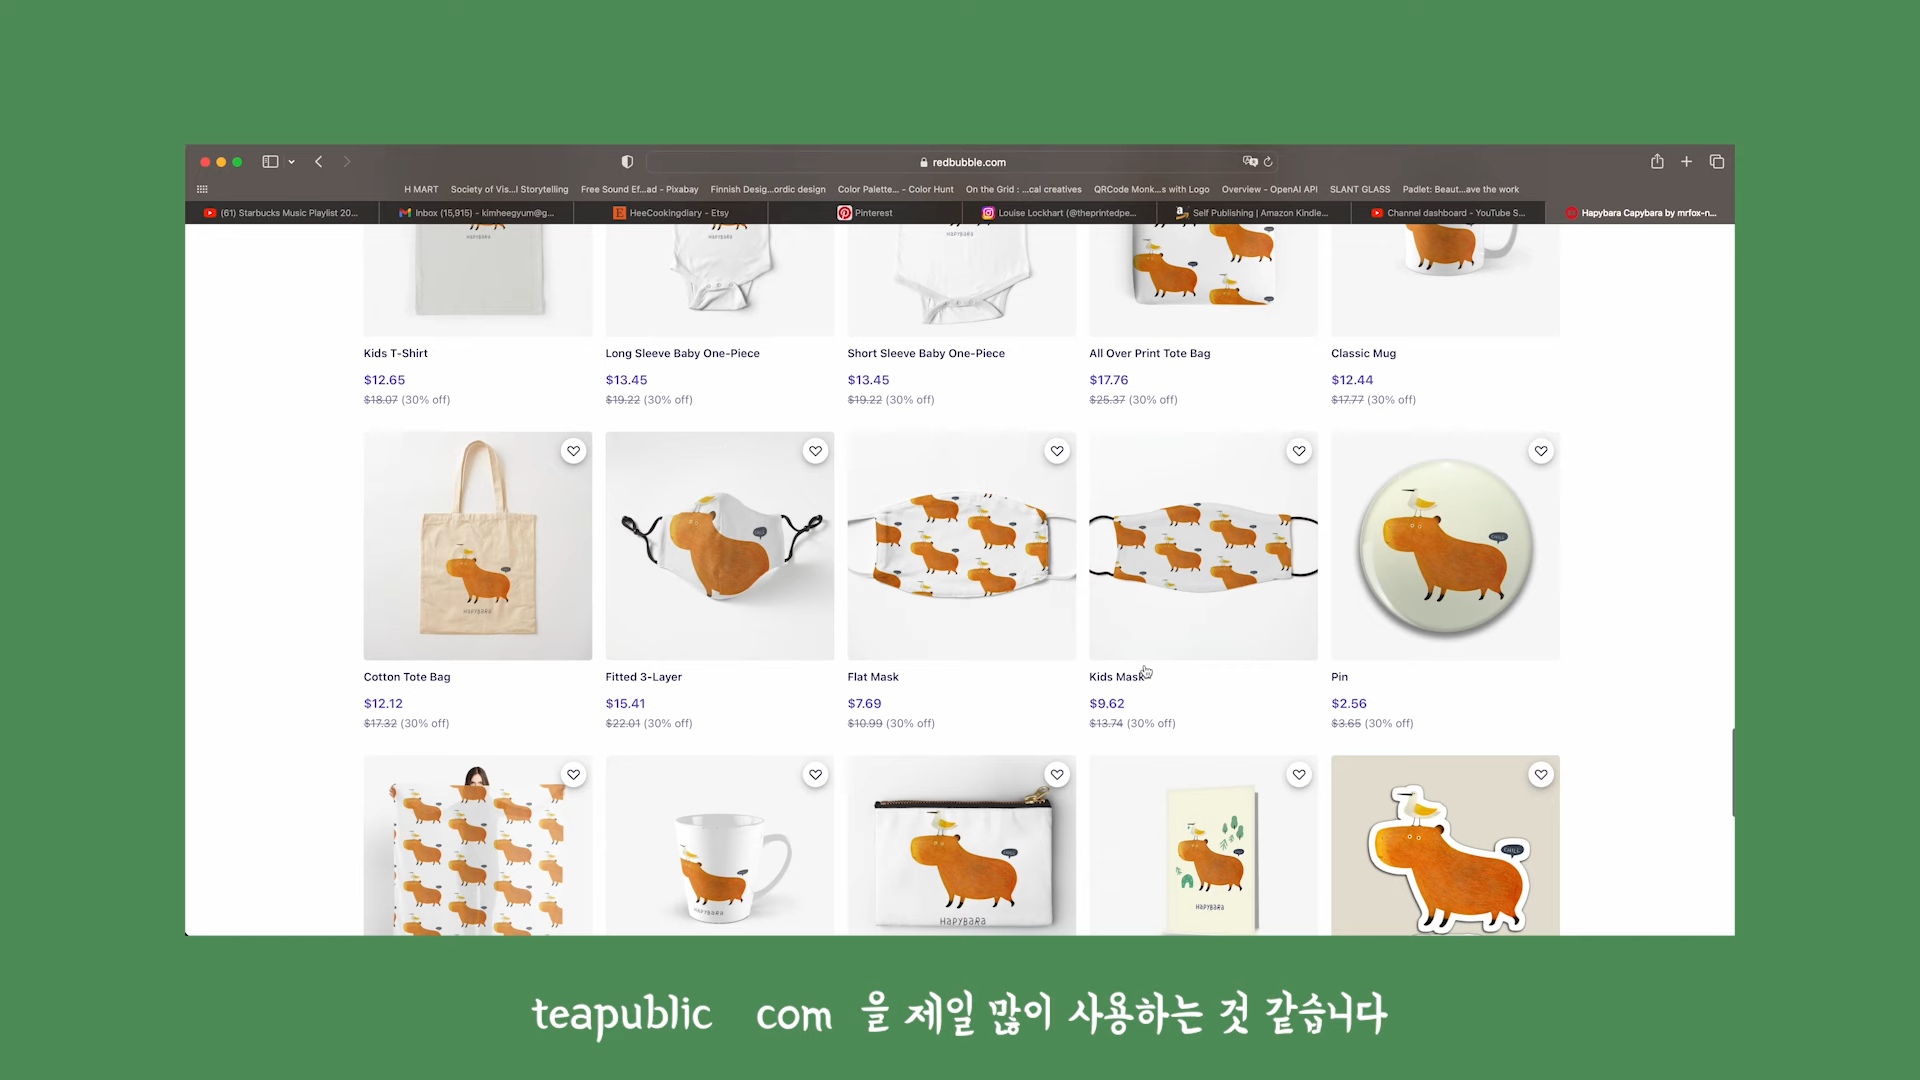 redbubble.com
H MART Society of Vis...l Storytelling Free Sound Ef...ad - Pixabay Finnish Desig...ordic design Color Palette... - Color Hunt On the Grid : ...cal creatives QRCode Monk...s with Logo Overview - OpenAI API SLANT GLASS Padlet: Beaut...ave the work
(61) Starbucks Music Playlist 20... Inbox (15,915) - kimheegyum@g... HeeCookingdiary - Etsy Pinterest Louise Lockhart (@theprintedpe... Self Publishing | Amazon Kindle... Channel dashboard - YouTube S... Hapybara Capybara by mrfox-n...
Kids T-Shirt Long Sleeve Baby One-Piece Short Sleeve Baby One-Piece All Over Print Tote Bag Classic Mug
$12.65 $13.45 $13.45 $17.76 $12.44
$18.07 (30% off) $19.22 (30% off) $19.22 (30% off) $25.37 (30% off) $17.77 (30% off)
CHILL
HAPYBARA
Cotton Tote Bag Fitted 3-Layer Flat Mask Kids Mask Pin
$12.12 $15.41 $7.69 $9.62 $2.56
$17.32 (30% off) $22.01 (30% off) $10.99 (30% off) $13.74 (30% off) $3.65 (30% off)
CHILL CHILL
HAPYBARA HAPYBARA HAPYBARA
teapublic com 을 제일 많이 사용하는 것 같습니다